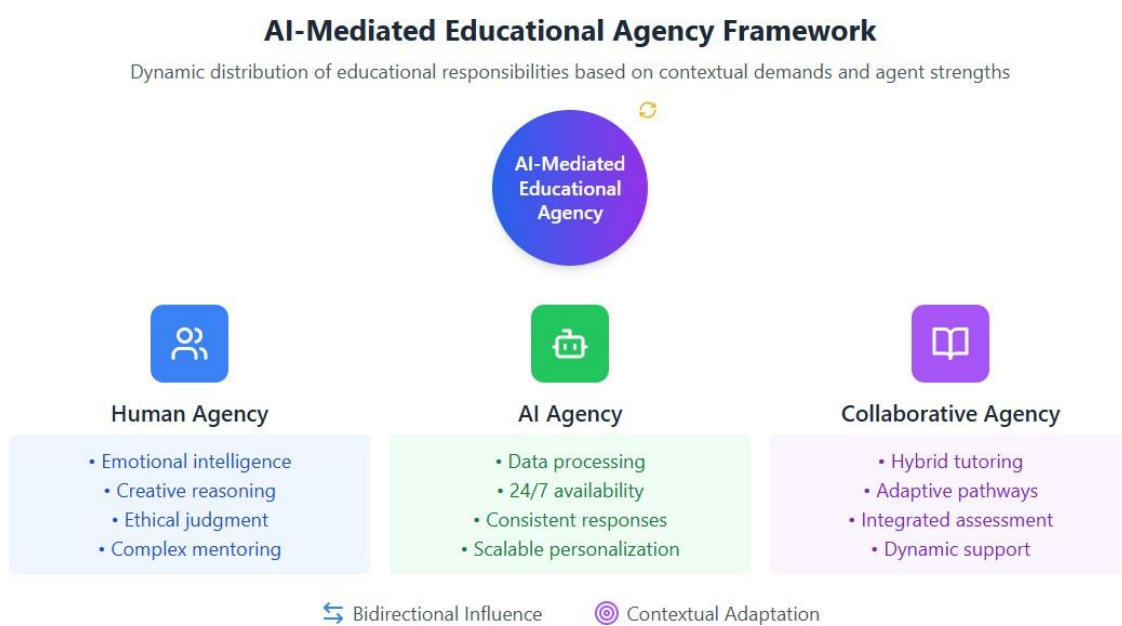 AI-Mediated Educational Agency Framework
Dynamic distribution of educational responsibilities based on contextual demands and agent strengths
AI-Mediated
Educational
Agency
Human Agency
• Emotional intelligence
• Creative reasoning
• Ethical judgment
• Complex mentoring
AI Agency
• Data processing
• 24/7 availability
• Consistent responses
• Scalable personalization
Collaborative Agency
• Hybrid tutoring
• Adaptive pathways
• Integrated assessment
• Dynamic support
Bidirectional Influence
Contextual Adaptation